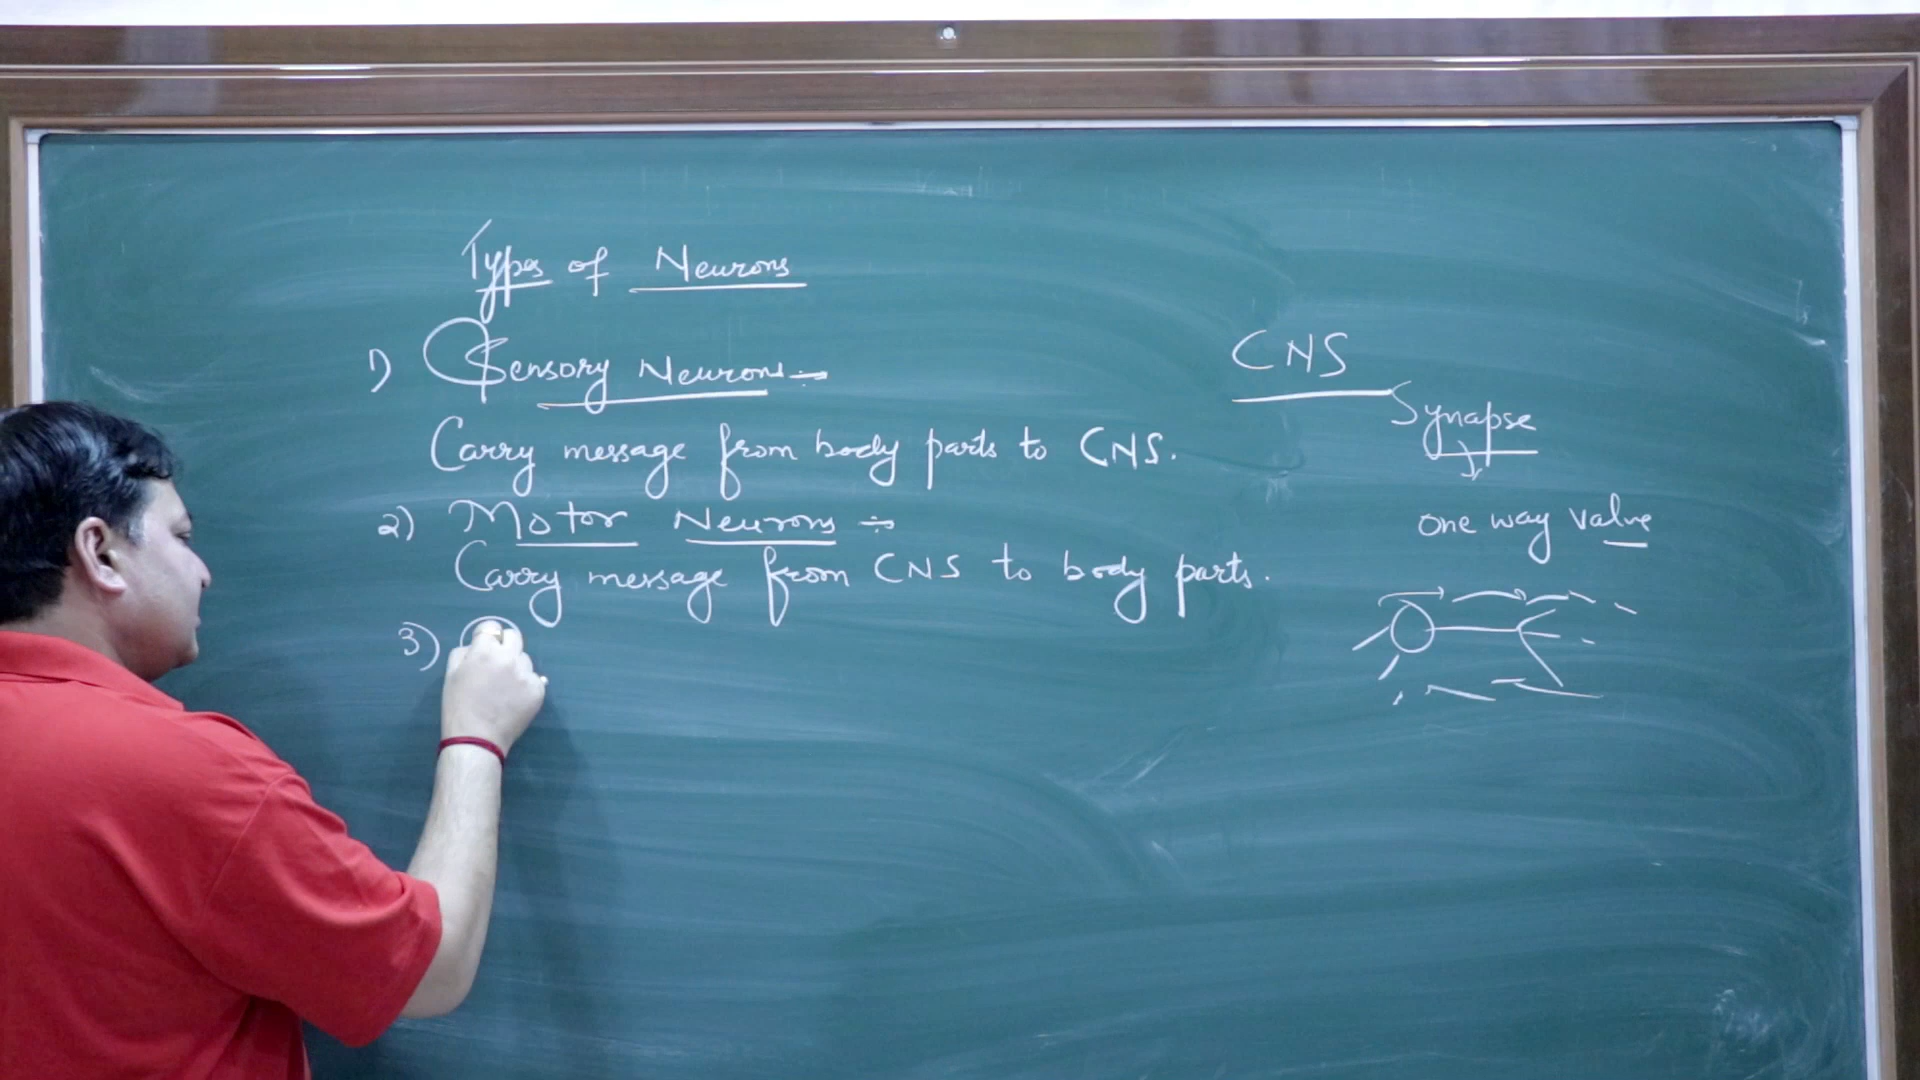 Types of Neurons
1) Sensory Neurons :-
Carry message from body parts to CNS.
2) Motor Neurons :-
Carry message from CNS to body parts.
3)
CNS
Synapse
one way valve